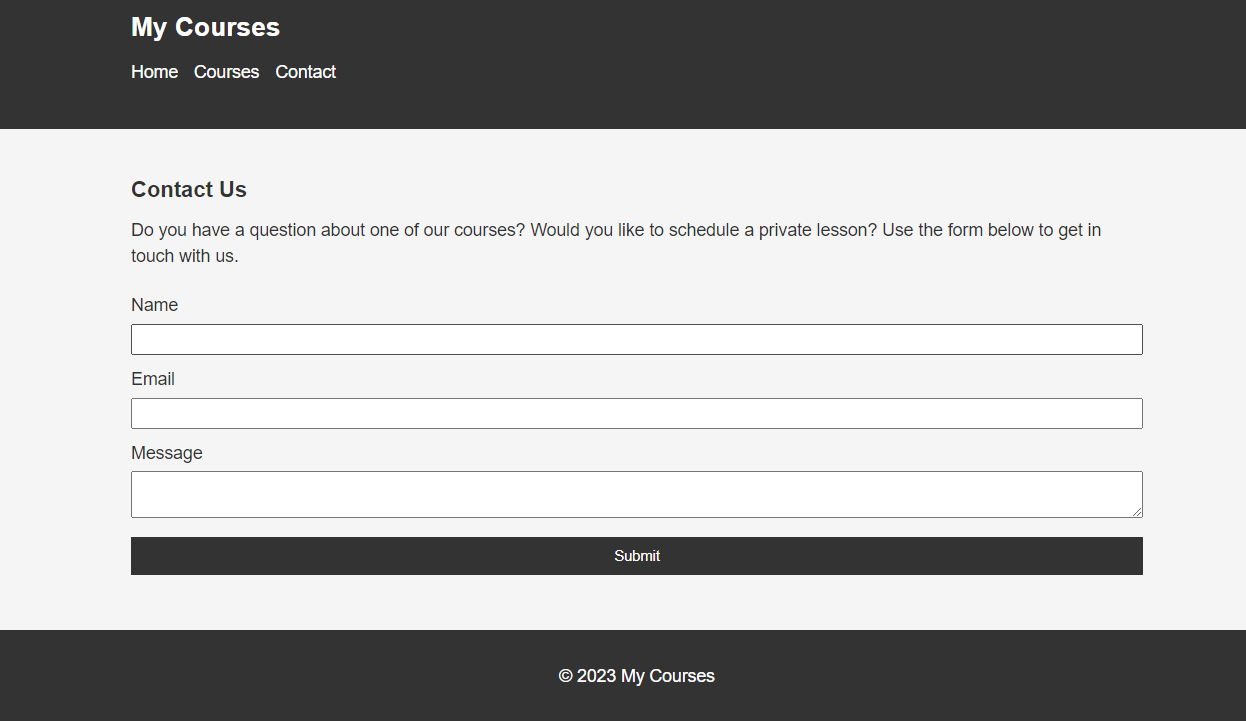 My Courses
Home Courses Contact
Contact Us
Do you have a question about one of our courses? Would you like to schedule a private lesson? Use the form below to get in
touch with us.
Name
Email
Message
Submit
© 2023 My Courses